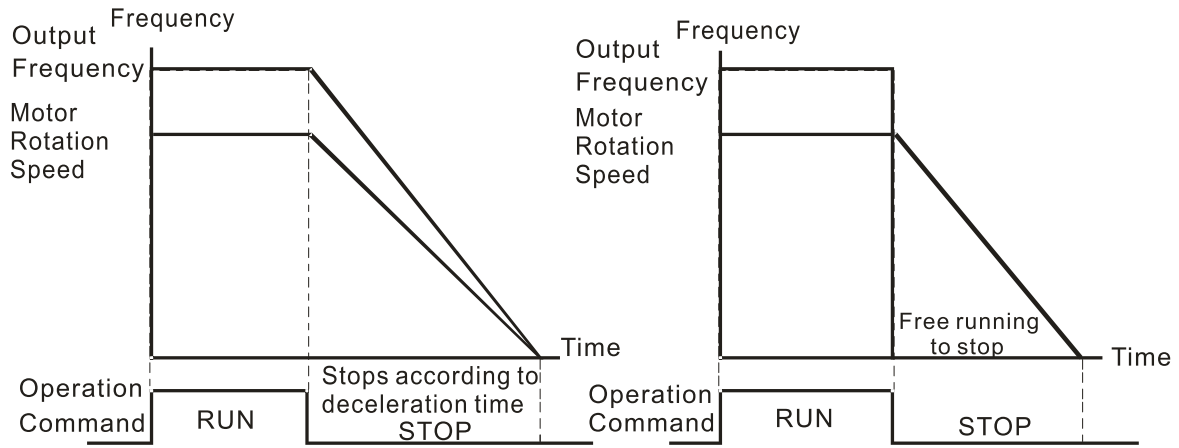 Frequency
Output
Frequency
Motor
Rotation
Speed
Time
Stops according to
deceleration time
Operation
Command
RUN
STOP
Frequency
Output
Frequency
Motor
Rotation
Speed
Free running
to stop
Time
Operation
Command
RUN
STOP